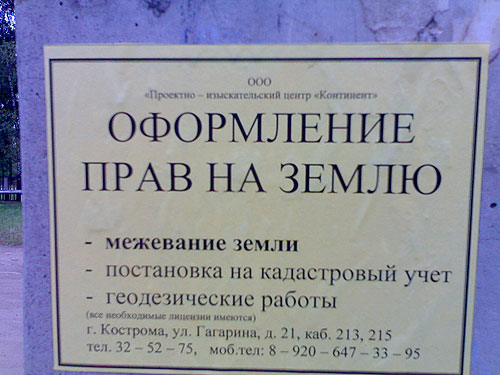 ООО
«Проектно – изыскательский центр «Континент»
ОФОРМЛЕНИЕ
ПРАВ НА ЗЕМЛЮ
- межевание земли
- постановка на кадастровый учет
- геодезические работы
(все необходимые лицензии имеются)
г. Кострома, ул. Гагарина, д. 21, каб. 213, 215
тел. 32 – 52 – 75, моб.тел: 8 – 920 – 647 – 33 – 95